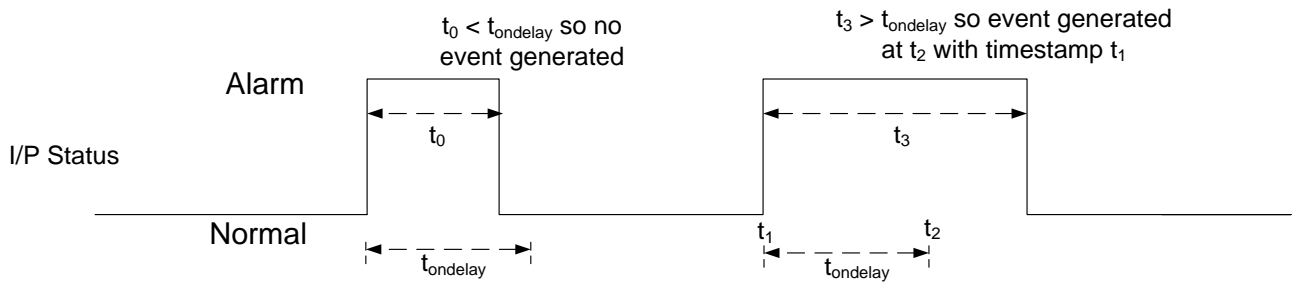 t0 < tondelay so no
event generated
t3 > tondelay so event generated
at t2 with timestamp t1
Alarm
t0
t3
I/P Status
Normal
t1
t2
tondelay
tondelay